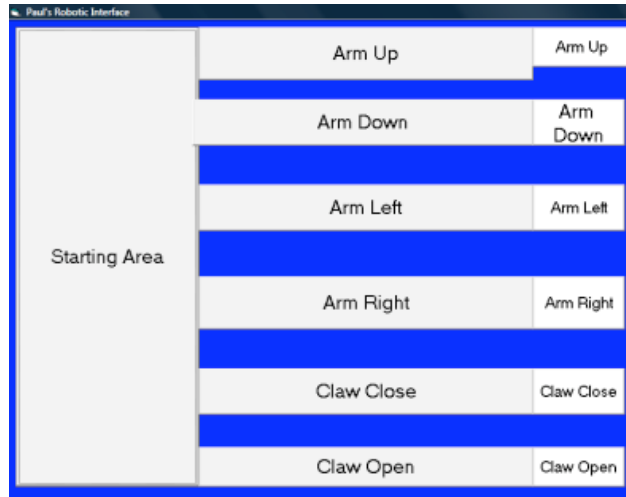 Paul's Robotic Interface
Arm Up
Arm Up
Arm Down
Arm
Down
Arm Left
Arm Left
Starting Area
Arm Right
Arm Right
Claw Close
Claw Close
Claw Open
Claw Open